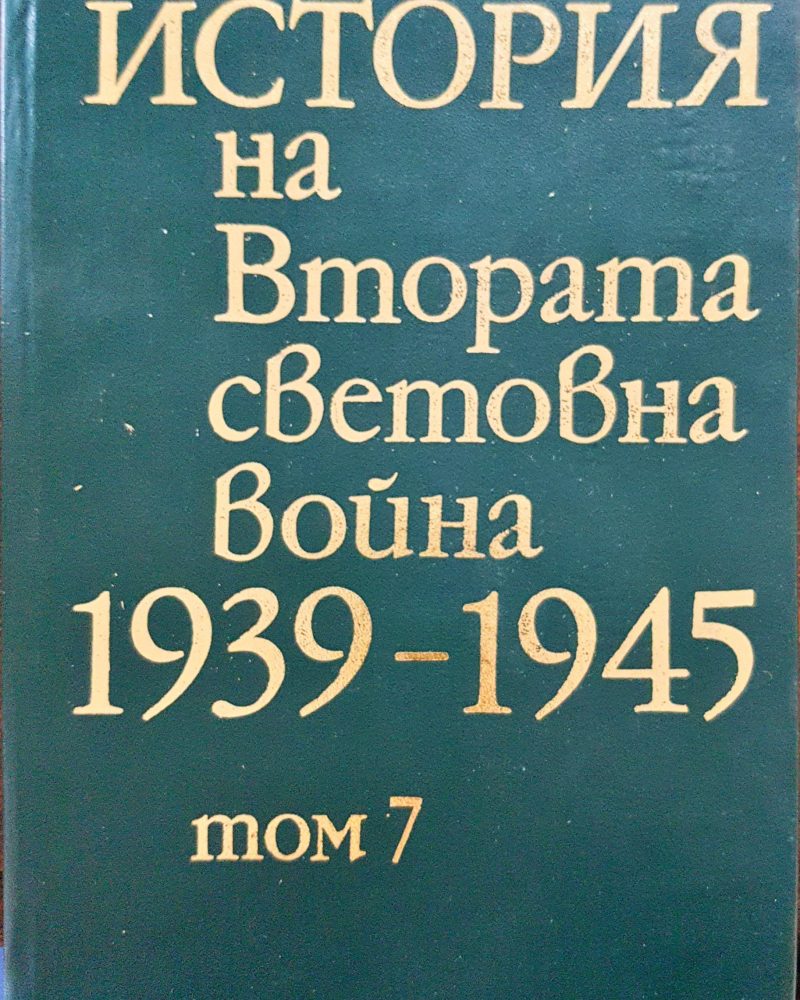 ИСТОРИЯ
на
Втората
световна
война
1939-1945
том 7